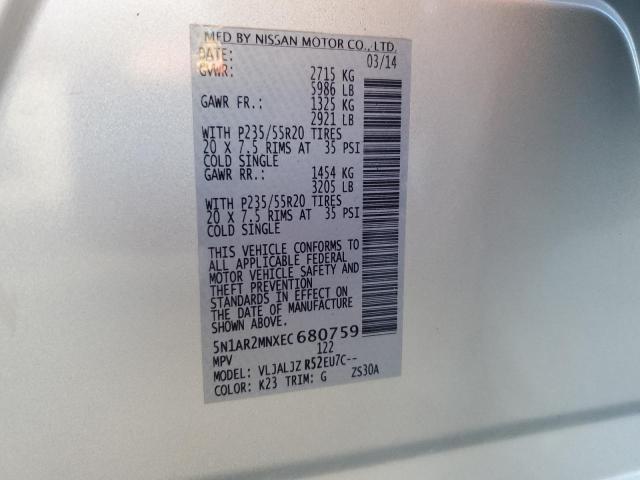 MFD BY NISSAN MOTOR CO., LTD.
DATE: 03/14
GVWR: 2715 KG
5986 LB
GAWR FR.: 1325 KG
2921 LB
WITH P235/55R20 TIRES
20 X 7.5 RIMS AT 35 PSI
COLD SINGLE
GAWR RR.: 1454 KG
3205 LB
WITH P235/55R20 TIRES
20 X 7.5 RIMS AT 35 PSI
COLD SINGLE
THIS VEHICLE CONFORMS TO
ALL APPLICABLE FEDERAL
MOTOR VEHICLE SAFETY AND
THEFT PREVENTION
STANDARDS IN EFFECT ON
THE DATE OF MANUFACTURE
SHOWN ABOVE.
5N1AR2MNXEC680759
MPV 122
MODEL: VLJALJZ R52EU7C--
COLOR: K23 TRIM: G ZS30A